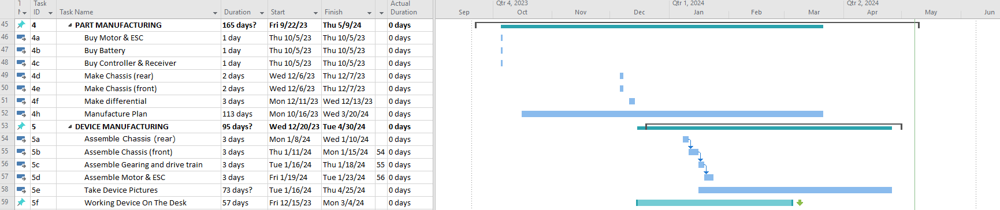 Qtr 4, 2023 Qtr 1, 2024 Qtr 2, 2024
T M Task ID Task Name Duration Start Finish Actual Duration Sep Oct Nov Dec Jan Feb Mar Apr May Jun
45 4 PART MANUFACTURING 165 days? Fri 9/22/23 Thu 5/9/24 0 days
46 4a Buy Motor & ESC 1 day Thu 10/5/23 Thu 10/5/23 0 days
47 4b Buy Battery 1 day Thu 10/5/23 Thu 10/5/23 0 days
48 4c Buy Controller & Receiver 1 day Thu 10/5/23 Thu 10/5/23 0 days
49 4d Make Chassis (rear) 2 days Wed 12/6/23 Thu 12/7/23 0 days
50 4e Make Chassis (front) 2 days Wed 12/6/23 Thu 12/7/23 0 days
51 4f Make differential 3 days Mon 12/11/23 Wed 12/13/23 0 days
52 4h Manufacture Plan 113 days Mon 10/16/23 Wed 3/20/24 0 days
53 5 DEVICE MANUFACTURING 95 days? Wed 12/20/23 Tue 4/30/24 0 days
54 5a Assemble Chassis (rear) 3 days Mon 1/8/24 Wed 1/10/24 0 days
55 5b Assemble Chassis (front) 3 days Thu 1/11/24 Mon 1/15/24 54 0 days
56 5c Assemble Gearing and drive train 3 days Tue 1/16/24 Thu 1/18/24 55 0 days
57 5d Assemble Motor & ESC 3 days Fri 1/19/24 Tue 1/23/24 56 0 days
58 5e Take Device Pictures 73 days? Tue 1/16/24 Thu 4/25/24 0 days
59 5f Working Device On The Desk 57 days Fri 12/15/23 Mon 3/4/24 0 days